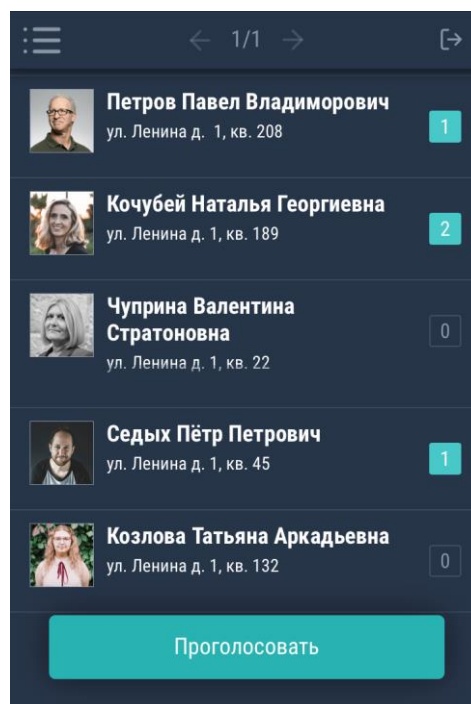 1/1
Петров Павел Владиморович
ул. Ленина д. 1, кв. 208
1
Кочубей Наталья Георгиевна
ул. Ленина д. 1, кв. 189
2
Чуприна Валентина
Стратоновна
ул. Ленина д. 1, кв. 22
0
Седых Пётр Петрович
ул. Ленина д. 1, кв. 45
1
Козлова Татьяна Аркадьевна
ул. Ленина д. 1, кв. 132
0
Проголосовать